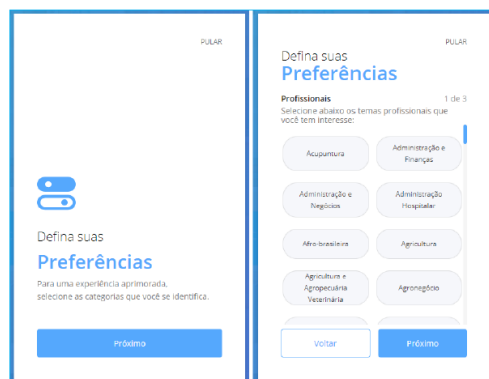 PULAR
Defina suas
Preferências
Para uma experiência aprimorada,
selecione as categorias que você se identifica.
Próximo
PULAR
Defina suas
Preferências
Profissionais 1 de 3
Selecione abaixo os temas profissionais que
você tem interesse:
Acupuntura
Administração e
Finanças
Administração e
Negócios
Administração
Hospitalar
Afro-brasileira
Agricultura
Agricultura e
Agropecuária
Veterinária
Agronegócio
Voltar
Próximo